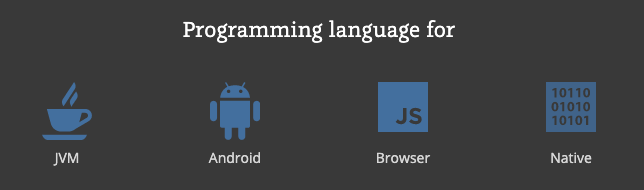 Programming language for
JS
10110
01010
10101
JVM
Android
Browser
Native